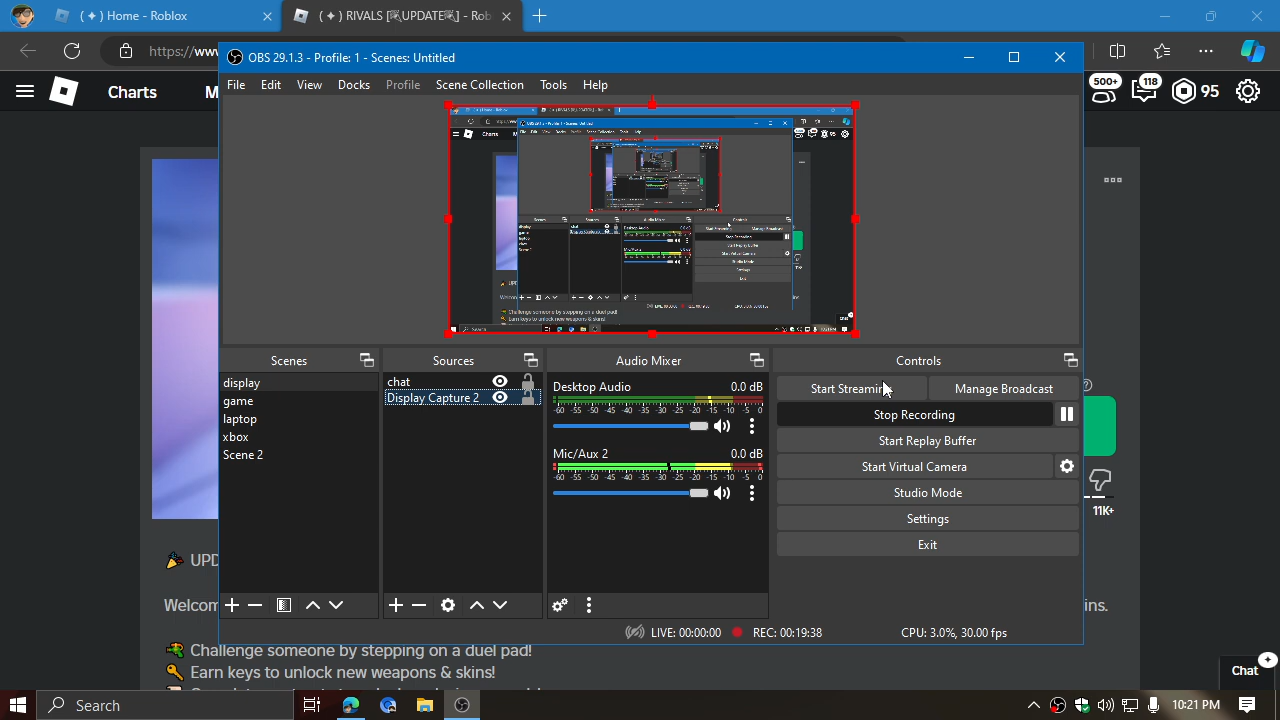 ( ✦ ) Home - Roblox
( ✦ ) RIVALS [⛏UPDATE⛏] - Rob
https://www
OBS 29.1.3 - Profile: 1 - Scenes: Untitled
File Edit View Docks Profile Scene Collection Tools Help
Charts M
500+
118
95
Scenes
Sources
Audio Mixer
Controls
display
game
laptop
xbox
Scene 2
chat
Display Capture 2
Desktop Audio 0.0 dB
-60 -55 -50 -45 -40 -35 -30 -25 -20 -15 -10 -5 0
Mic/Aux 2 0.0 dB
-60 -55 -50 -45 -40 -35 -30 -25 -20 -15 -10 -5 0
Start Streaming Manage Broadcast
Stop Recording
Start Replay Buffer
Start Virtual Camera
Studio Mode
Settings
Exit
11K+
UPD
Welcom
ins.
LIVE: 00:00:00 REC: 00:19:38 CPU: 3.0%, 30.00 fps
Challenge someone by stepping on a duel pad!
Earn keys to unlock new weapons & skins!
Chat
Search
10:21 PM